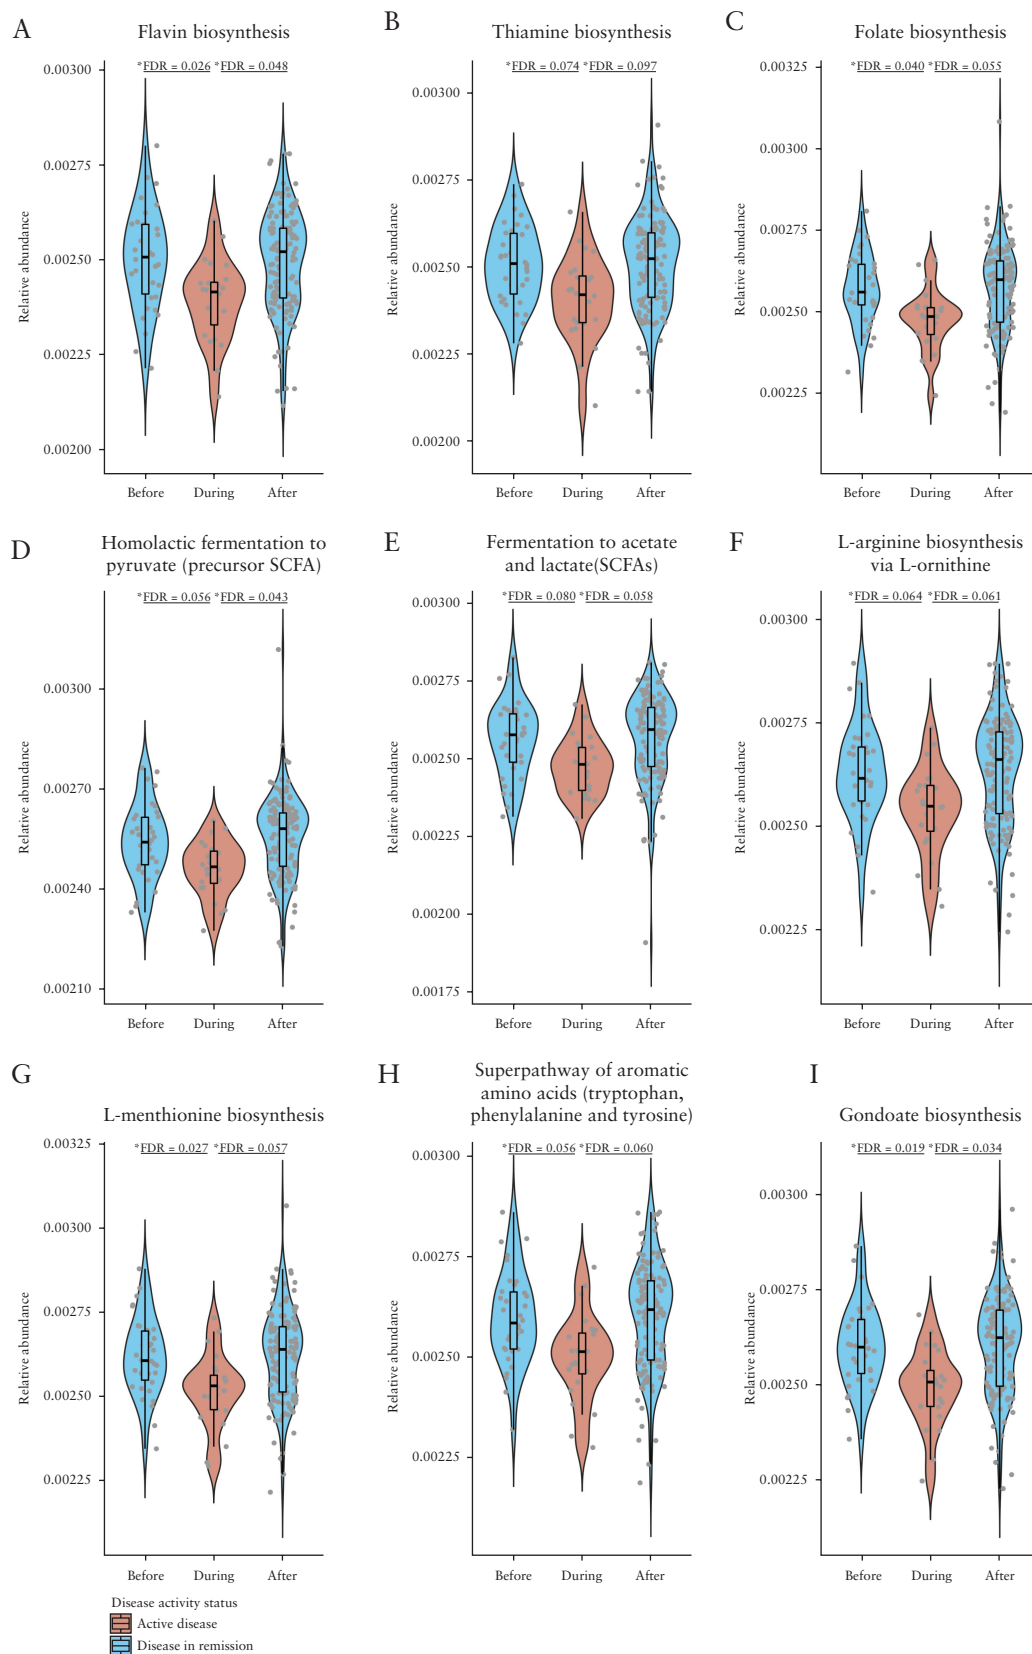 A
Flavin biosynthesis
*FDR = 0.026 *FDR = 0.048
0.00300
0.00275
0.00250
0.00225
0.00200
Relative abundance
Before During After
B
Thiamine biosynthesis
*FDR = 0.074 *FDR = 0.097
0.00300
0.00275
0.00250
0.00225
0.00200
Relative abundance
Before During After
C
Folate biosynthesis
*FDR = 0.040 *FDR = 0.055
0.00325
0.00300
0.00275
0.00250
0.00225
Relative abundance
Before During After
D
Homolactic fermentation to
pyruvate (precursor SCFA)
*FDR = 0.056 *FDR = 0.043
0.00300
0.00270
0.00240
0.00210
Relative abundance
Before During After
E
Fermentation to acetate
and lactate(SCFAs)
*FDR = 0.080 *FDR = 0.058
0.00300
0.00275
0.00250
0.00225
0.00200
0.00175
Relative abundance
Before During After
F
L-arginine biosynthesis
via L-ornithine
*FDR = 0.064 *FDR = 0.061
0.00300
0.00275
0.00250
0.00225
Relative abundance
Before During After
G
L-menthionine biosynthesis
*FDR = 0.027 *FDR = 0.057
0.00325
0.00300
0.00275
0.00250
0.00225
Relative abundance
Before During After
H
Superpathway of aromatic
amino acids (tryptophan,
phenylalanine and tyrosine)
*FDR = 0.056 *FDR = 0.060
0.00300
0.00275
0.00250
0.00225
Relative abundance
Before During After
I
Gondoate biosynthesis
*FDR = 0.019 *FDR = 0.034
0.00300
0.00275
0.00250
0.00225
Relative abundance
Before During After
Disease activity status
Active disease
Disease in remission